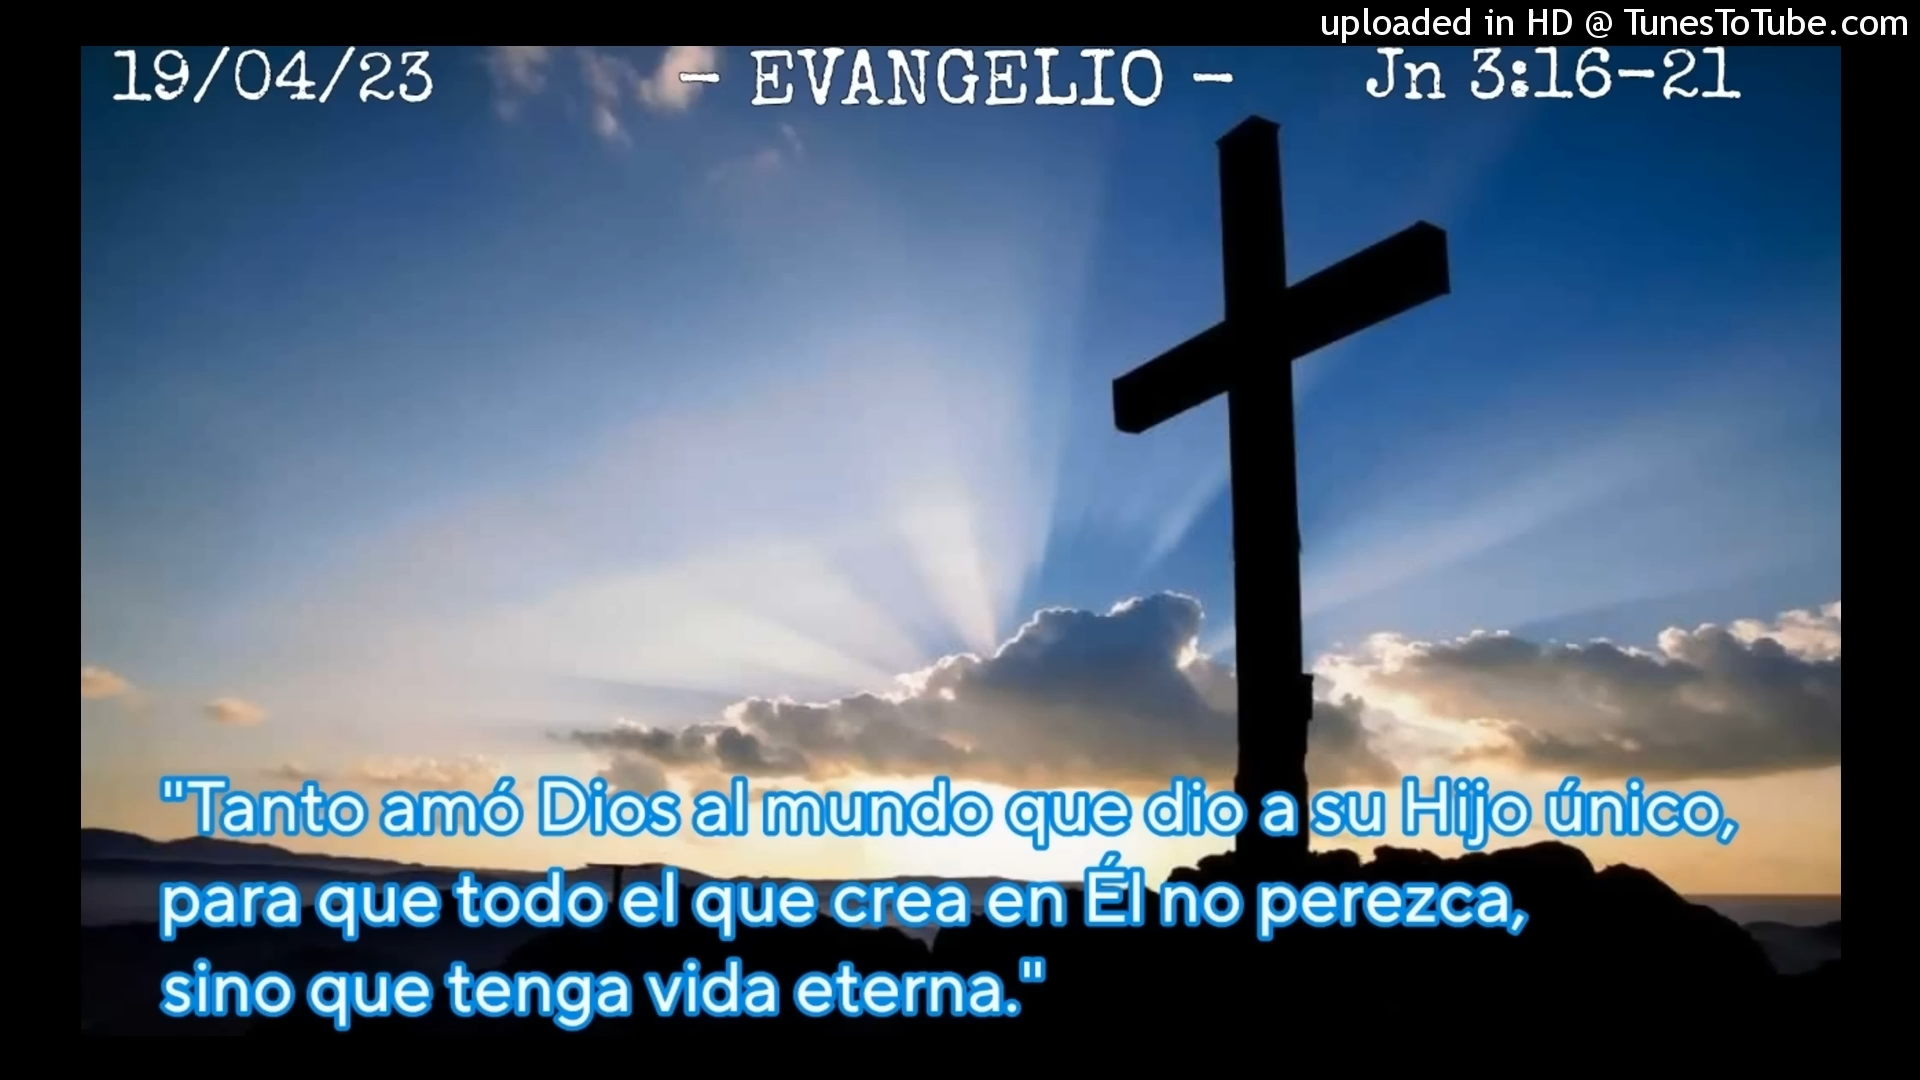 uploaded in HD @ TunesToTube.com
19/04/23 - EVANGELIO - Jn 3:16-21
"Tanto amó Dios al mundo que dio a su Hijo único,
para que todo el que crea en Él no perezca,
sino que tenga vida eterna."